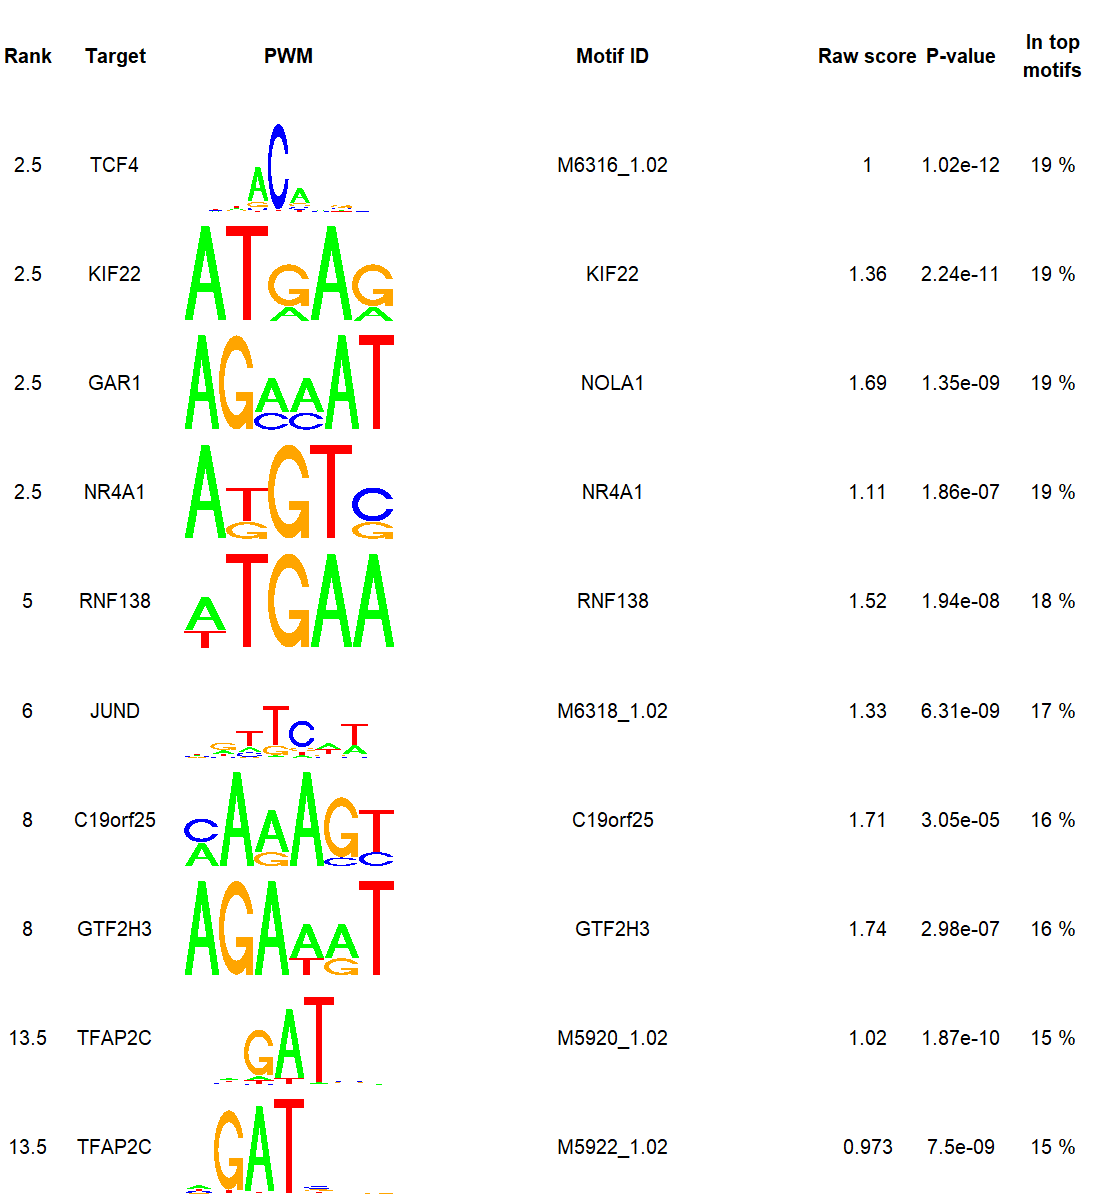 Rank Target PWM Motif ID Raw score P-value In top motifs
2.5 TCF4 M6316_1.02 1 1.02e-12 19 %
2.5 KIF22 ATGAG KIF22 1.36 2.24e-11 19 %
2.5 GAR1 AGAAAT NOLA1 1.69 1.35e-09 19 %
2.5 NR4A1 ATGTC NR4A1 1.11 1.86e-07 19 %
5 RNF138 ATGAA RNF138 1.52 1.94e-08 18 %
6 JUND M6318_1.02 1.33 6.31e-09 17 %
8 C19orf25 CAAAGT C19orf25 1.71 3.05e-05 16 %
8 GTF2H3 AGAAAT GTF2H3 1.74 2.98e-07 16 %
13.5 TFAP2C GAT M5920_1.02 1.02 1.87e-10 15 %
13.5 TFAP2C GAT M5922_1.02 0.973 7.5e-09 15 %